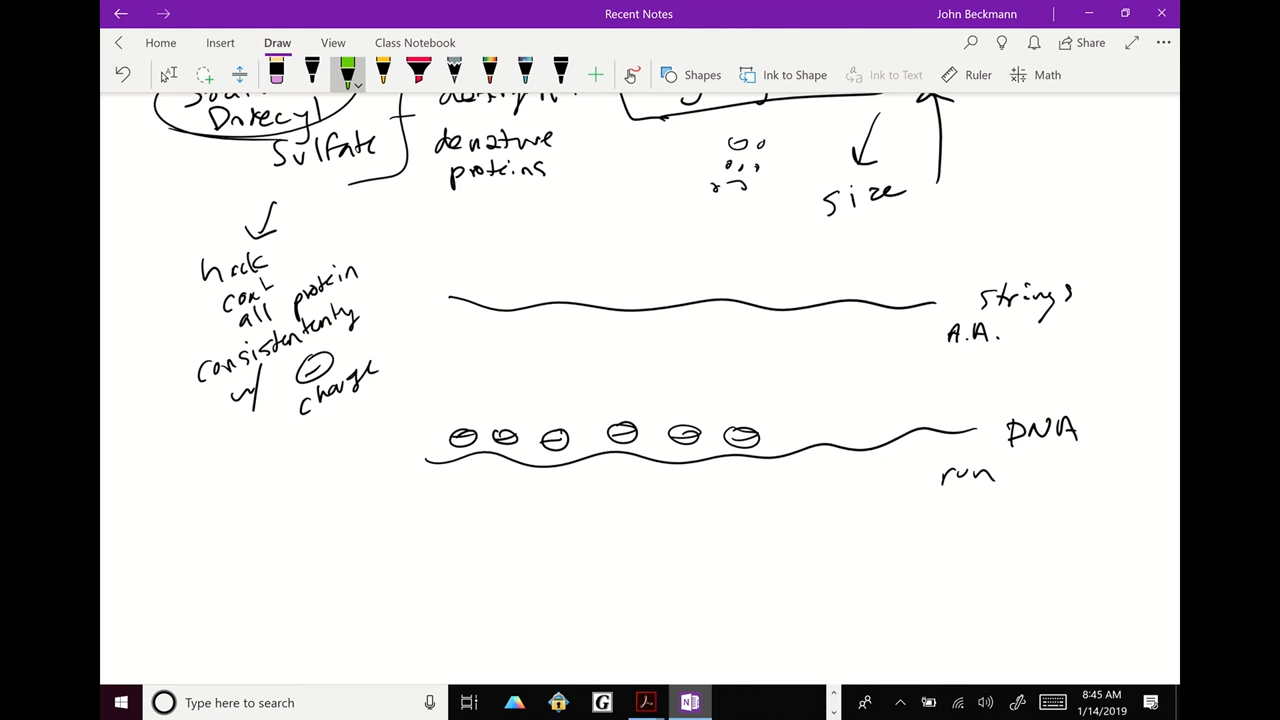 Recent Notes
John Beckmann
Home Insert Draw View Class Notebook
Share
Shapes
Ink to Shape
Ink to Text
Ruler
Math
Dodecyl
Sulfate
denature
proteins
size
coat
all protein
consistentently
w/ ⊖
charge
strings
A.A.
DNA
run
Type here to search
G
N
8:45 AM
1/14/2019